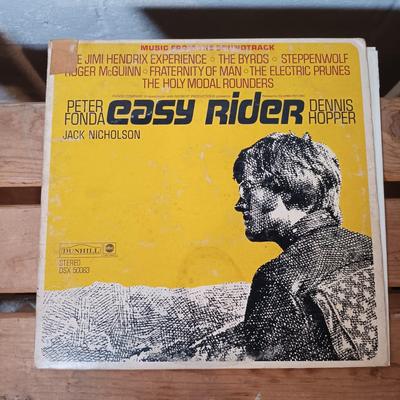 MUSIC FROM THE SOUNDTRACK
THE JIMI HENDRIX EXPERIENCE • THE BYRDS • STEPPENWOLF
ROGER McGUINN • FRATERNITY OF MAN • THE ELECTRIC PRUNES
THE HOLY MODAL ROUNDERS
PETER FONDA
easy rider
DENNIS HOPPER
JACK NICHOLSON
DUNHILL
abc
STEREO
DSX 50063